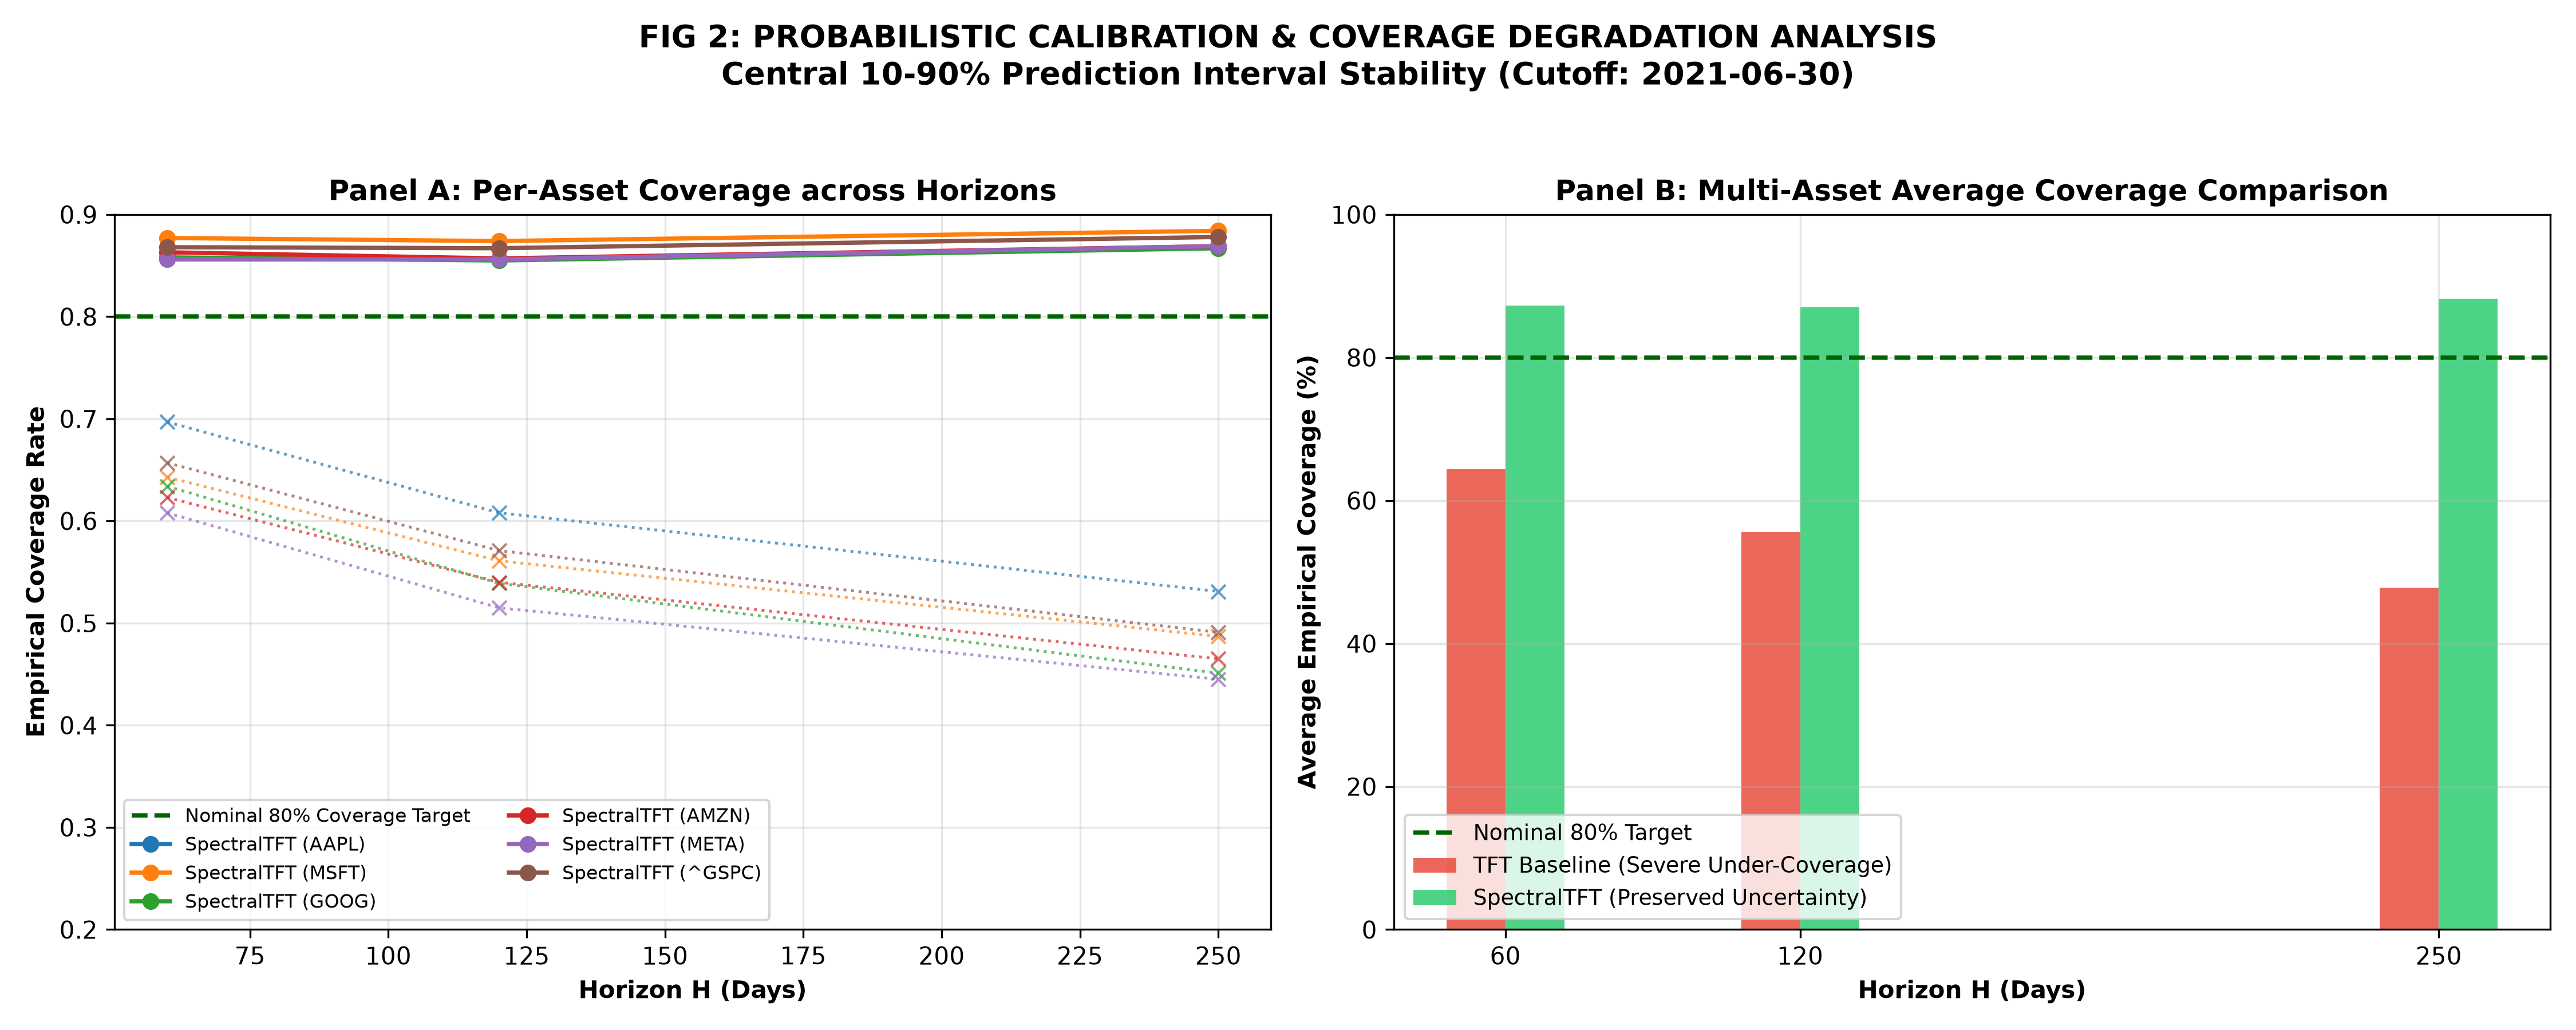 FIG 2: PROBABILISTIC CALIBRATION & COVERAGE DEGRADATION ANALYSIS
Central 10-90% Prediction Interval Stability (Cutoff: 2021-06-30)
Panel A: Per-Asset Coverage across Horizons
Empirical Coverage Rate
0.9
0.8
0.7
0.6
0.5
0.4
0.3
0.2
Nominal 80% Coverage Target
SpectralTFT (AAPL)
SpectralTFT (MSFT)
SpectralTFT (GOOG)
SpectralTFT (AMZN)
SpectralTFT (META)
SpectralTFT (^GSPC)
75 100 125 150 175 200 225 250
Horizon H (Days)
Panel B: Multi-Asset Average Coverage Comparison
Average Empirical Coverage (%)
100
80
60
40
20
0
Nominal 80% Target
TFT Baseline (Severe Under-Coverage)
SpectralTFT (Preserved Uncertainty)
60 120 250
Horizon H (Days)